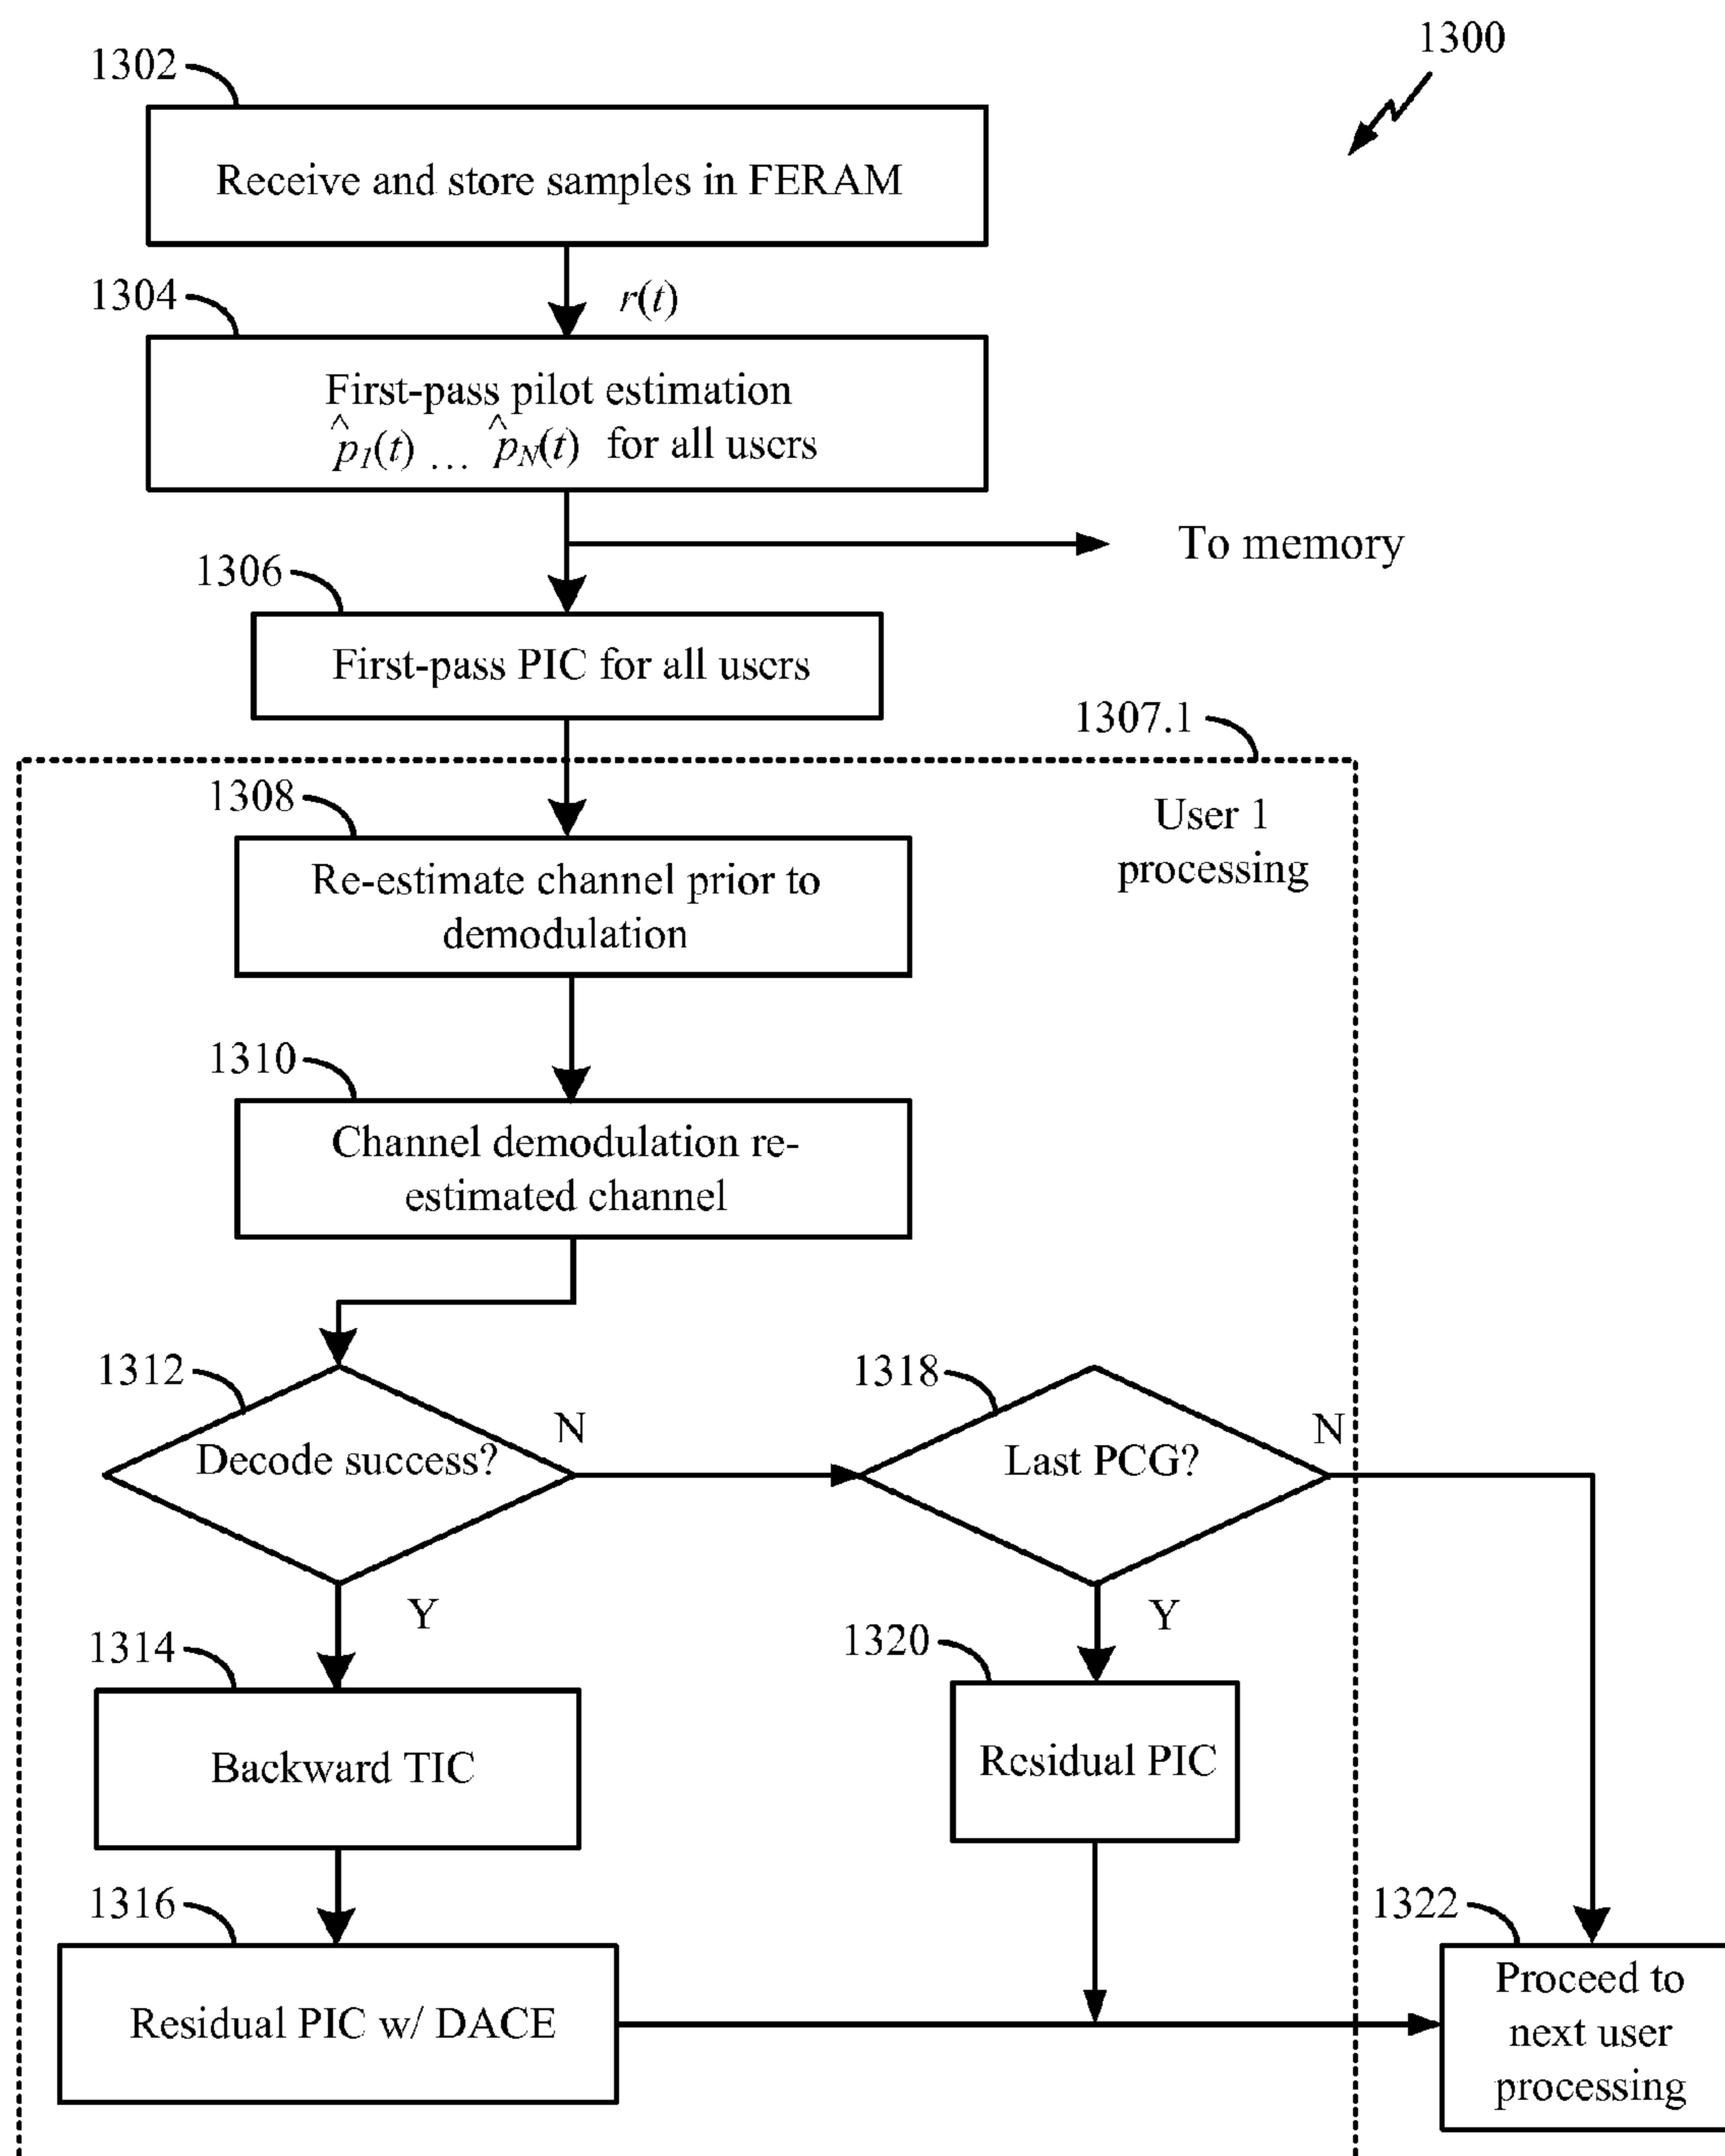 1300
1302
Receive and store samples in FERAM
r(t)
1304
First-pass pilot estimation
p̂1(t) ... p̂N(t) for all users
To memory
1306
First-pass PIC for all users
1307.1
User 1
processing
1308
Re-estimate channel prior to
demodulation
1310
Channel demodulation re-
estimated channel
1312
Decode success?
N
Y
1318
Last PCG?
N
Y
1314
Backward TIC
1320
Residual PIC
1316
Residual PIC w/ DACE
1322
Proceed to
next user
processing